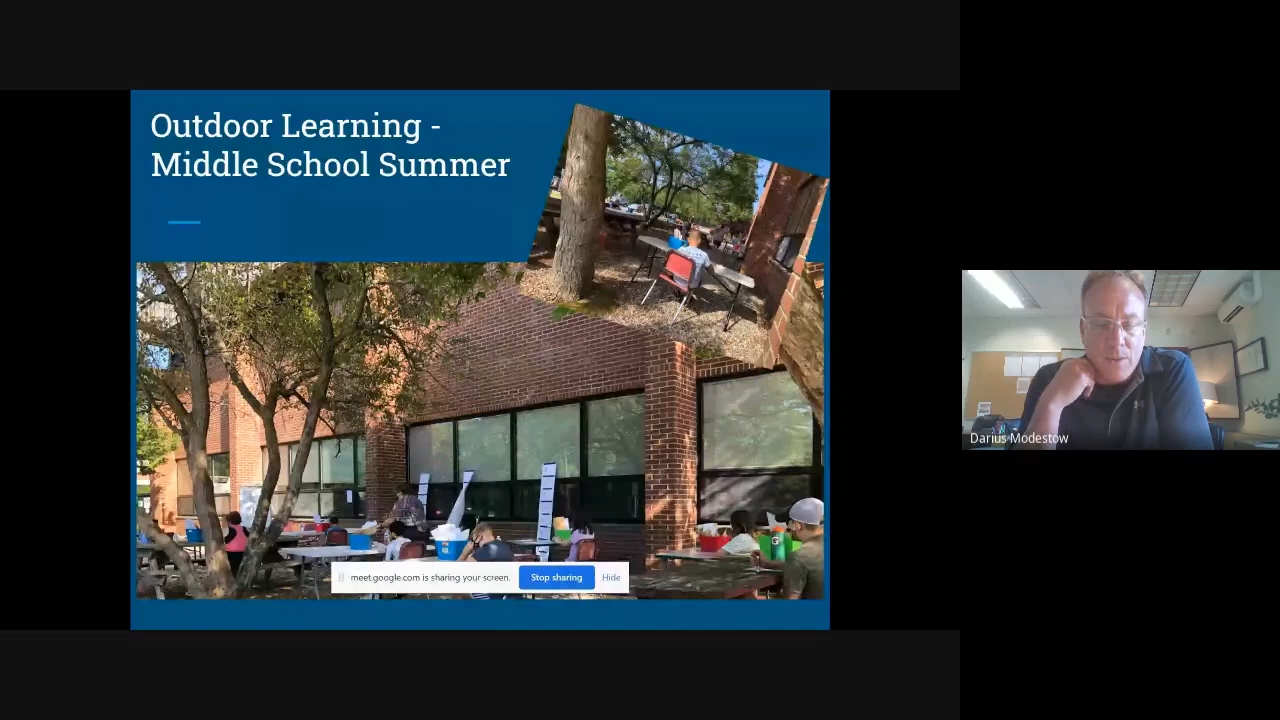 Outdoor Learning -
Middle School Summer
meet.google.com is sharing your screen.
Stop sharing
Hide
Darius Modestow